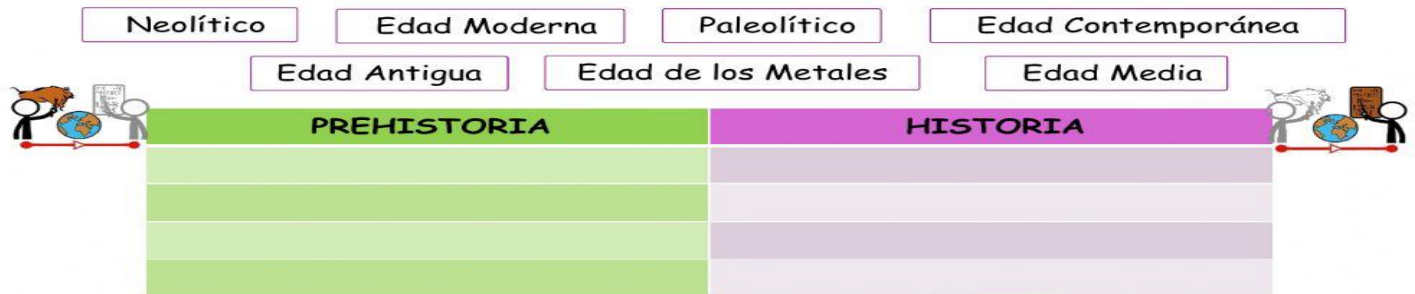 Neolítico Edad Moderna Paleolítico Edad Contemporánea
Edad Antigua Edad de los Metales Edad Media
PREHISTORIA HISTORIA